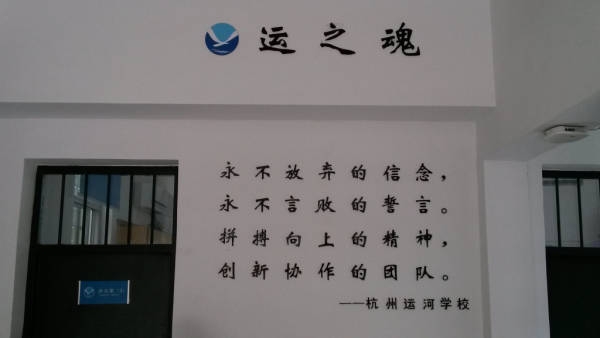 运之魂
永不放弃的信念，
永不言败的誓言。
拼搏向上的精神，
创新协作的团队。
——杭州运河学校